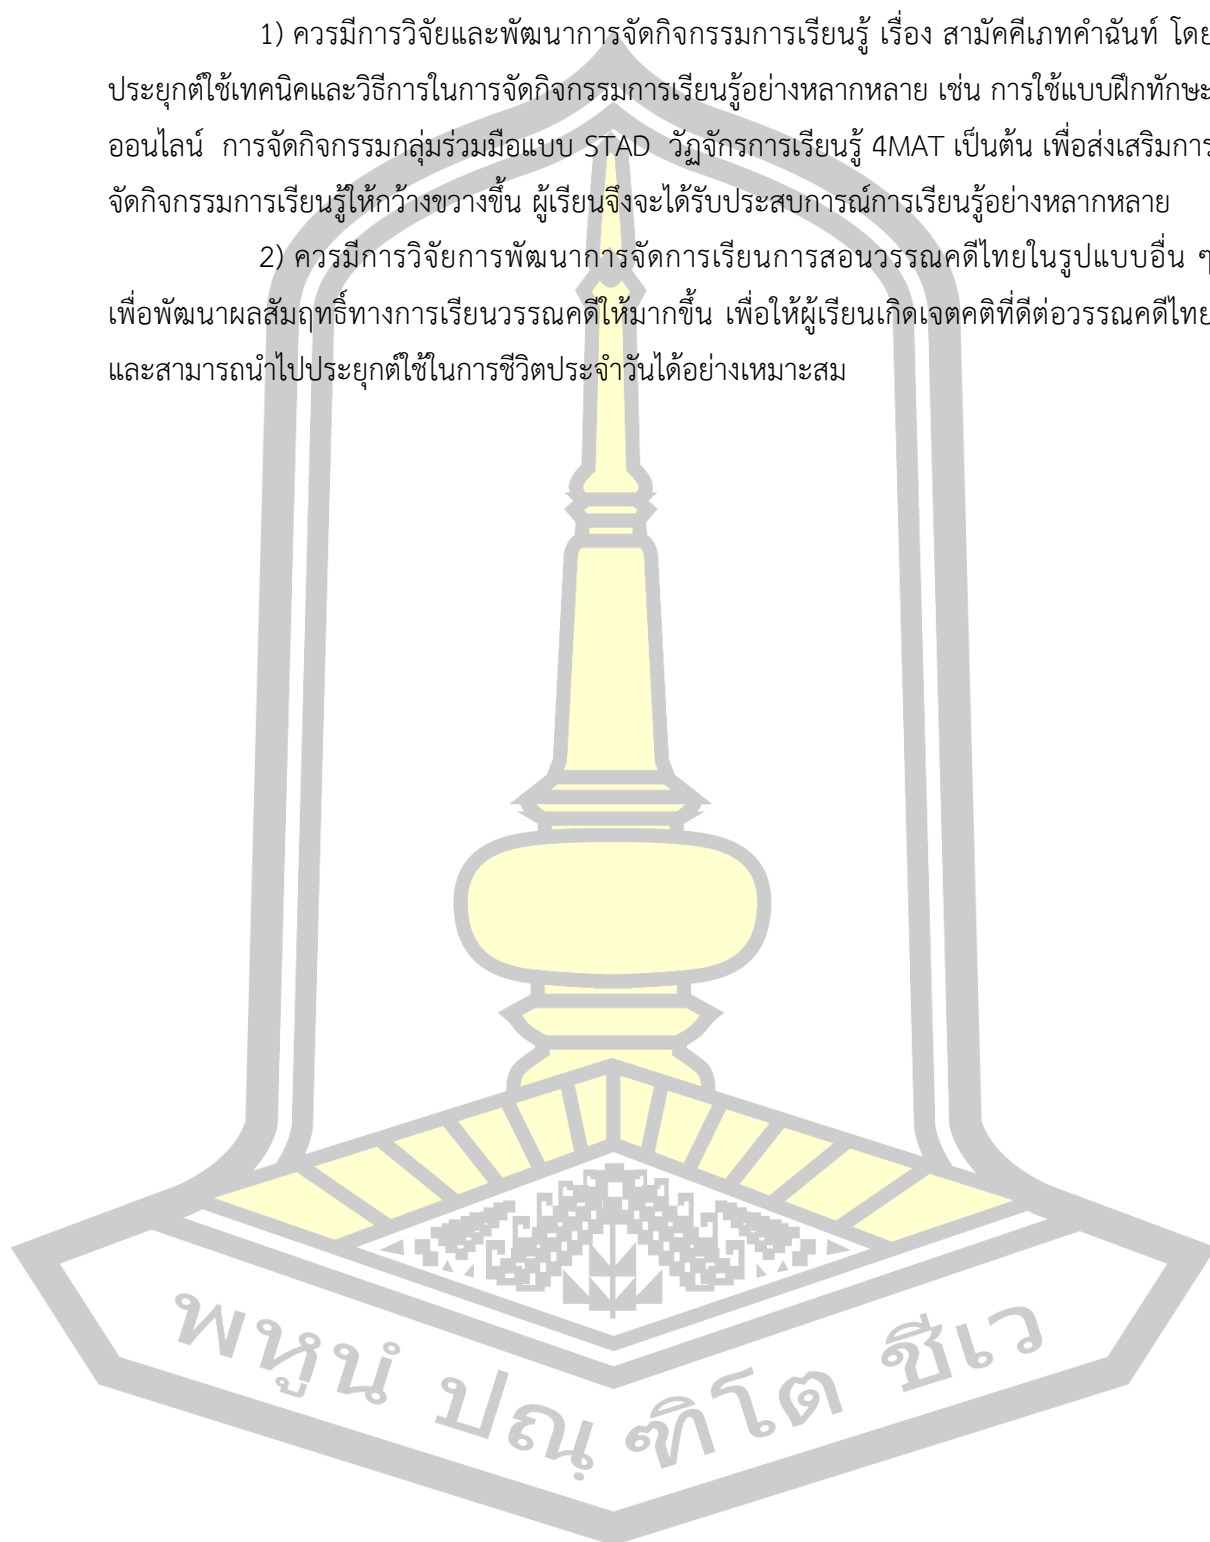 1) ควรมีการวิจัยและพัฒนาการจัดกิจกรรมการเรียนรู้ เรื่อง สามัคคีเภทคำฉันท์ โดย
ประยุกต์ใช้เทคนิคและวิธีการในการจัดกิจกรรมการเรียนรู้อย่างหลากหลาย เช่น การใช้แบบฝึกทักษะ
ออนไลน์ การจัดกิจกรรมกลุ่มร่วมมือแบบ STAD วัฏจักรการเรียนรู้ 4MAT เป็นต้น เพื่อส่งเสริมการ
จัดกิจกรรมการเรียนรู้ให้กว้างขวางขึ้น ผู้เรียนจึงจะได้รับประสบการณ์การเรียนรู้อย่างหลากหลาย
2) ควรมีการวิจัยการพัฒนาการจัดการเรียนการสอนวรรณคดีไทยในรูปแบบอื่น ๆ
เพื่อพัฒนาผลสัมฤทธิ์ทางการเรียนวรรณคดีให้มากขึ้น เพื่อให้ผู้เรียนเกิดเจตคติที่ดีต่อวรรณคดีไทย
และสามารถนำไปประยุกต์ใช้ในการชีวิตประจำวันได้อย่างเหมาะสม
พหูนํ ปณฺฑิโต ชีเว